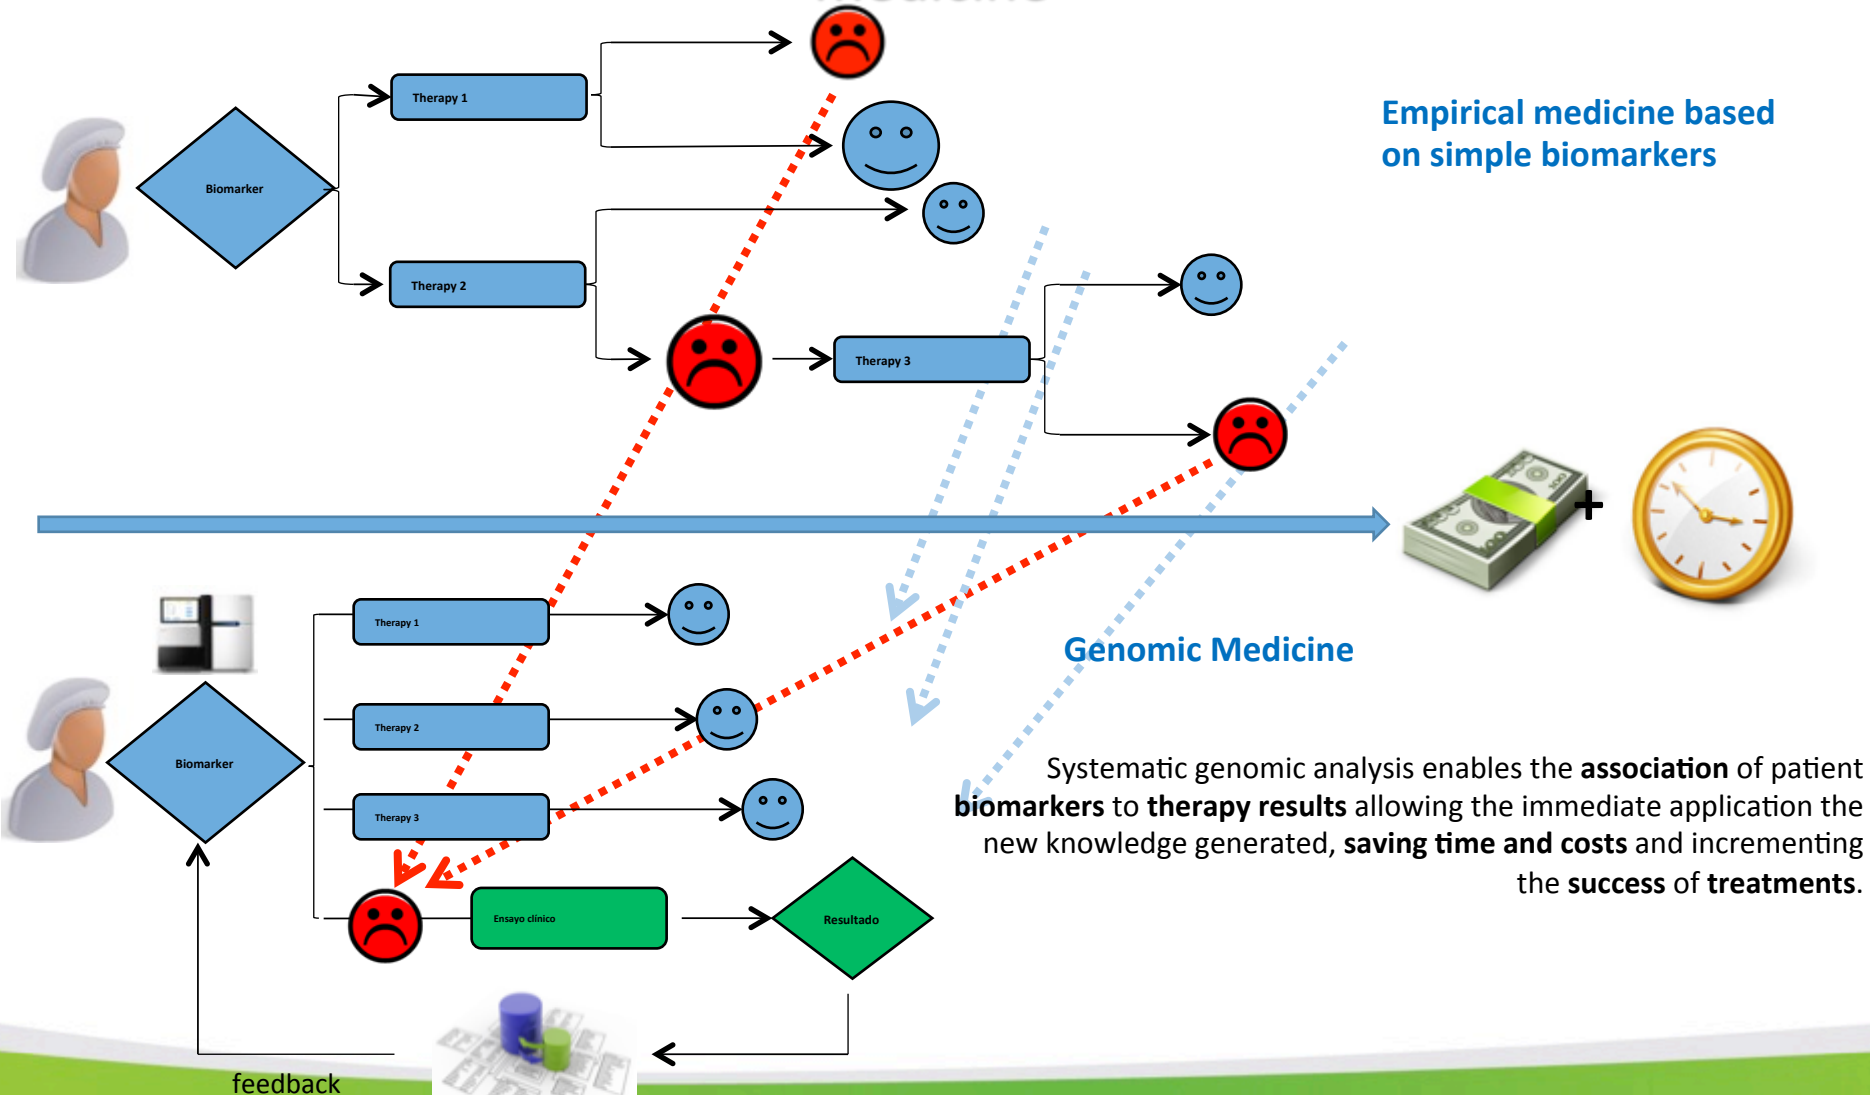 Therapy 1
Empirical medicine based
on simple biomarkers
Biomarker
Therapy 2
Therapy 3
+
Therapy 1
Genomic Medicine
Therapy 2
Biomarker
Therapy 3
Systematic genomic analysis enables the association of patient
biomarkers to therapy results allowing the immediate application the
new knowledge generated, saving time and costs and incrementing
the success of treatments.
Ensayo clínico
Resultado
feedback